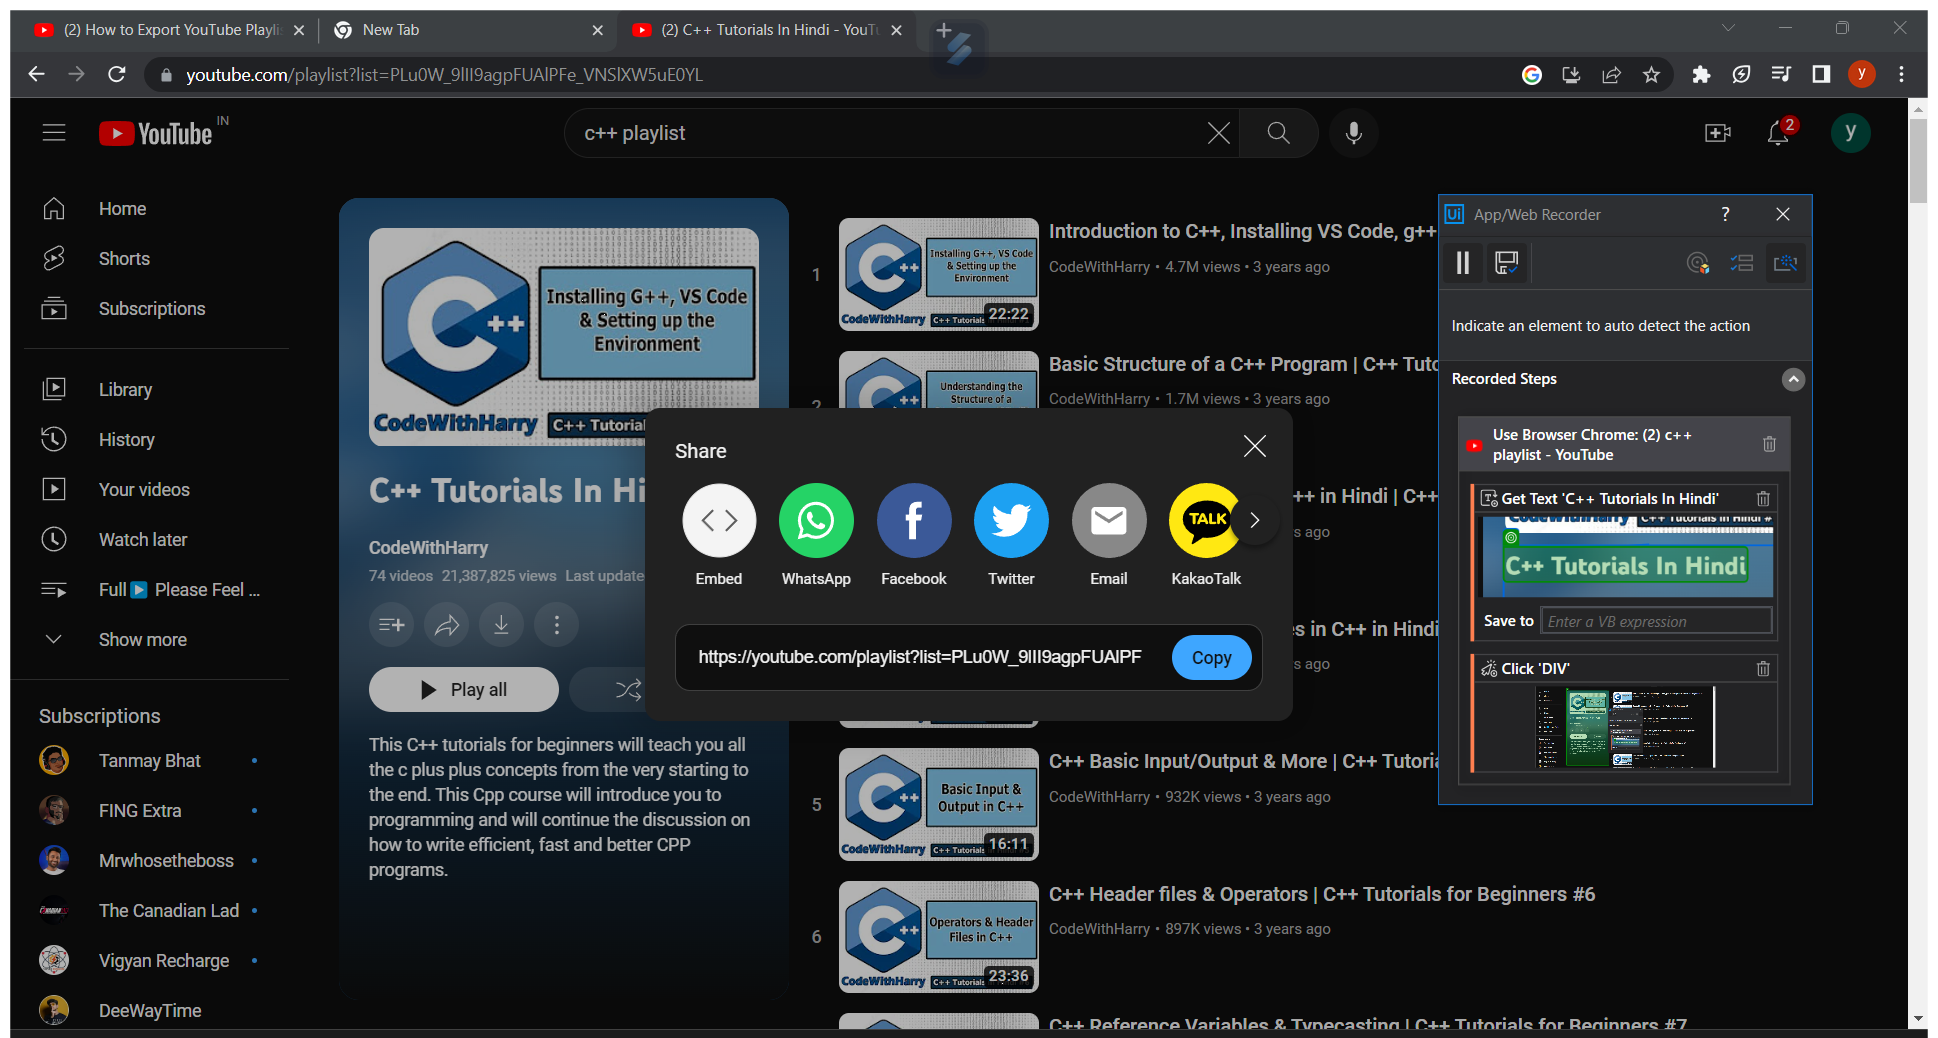 (2) How to Export YouTube Playli
New Tab
(2) C++ Tutorials In Hindi - YouTu
youtube.com/playlist?list=PLu0W_9lII9agpFUAlPFe_VNSlXW5uE0YL
y
YouTube IN
c++ playlist
2
y
Home
Shorts
Subscriptions
Library
History
Your videos
Watch later
Full Please Feel ...
Show more
Subscriptions
Tanmay Bhat
FING Extra
Mrwhosetheboss
The Canadian Lad
Vigyan Recharge
DeeWayTime
C++
Installing G++, VS Code
& Setting up the
Environment
CodeWithHarry C++ Tutorial
C++ Tutorials In Hi
CodeWithHarry
74 videos 21,387,825 views Last update
Play all
This C++ tutorials for beginners will teach you all
the c plus plus concepts from the very starting to
the end. This Cpp course will introduce you to
programming and will continue the discussion on
how to write efficient, fast and better CPP
programs.
1
C++
Installing G++, VS Code
& Setting up the
Environment
CodeWithHarry C++ Tutorials
22:22
Introduction to C++, Installing VS Code, g++
CodeWithHarry • 4.7M views • 3 years ago
2
Understanding the
Structure of a
Basic Structure of a C++ Program | C++ Tuto
CodeWithHarry • 1.7M views • 3 years ago
++ in Hindi | C++
s ago
es in C++ in Hindi
s ago
5
C++
Basic Input &
Output in C++
CodeWithHarry C++ Tutorials
16:11
C++ Basic Input/Output & More | C++ Tutoria
CodeWithHarry • 932K views • 3 years ago
6
C++
Operators & Header
Files in C++
CodeWithHarry C++ Tutorials
23:36
C++ Header files & Operators | C++ Tutorials for Beginners #6
CodeWithHarry • 897K views • 3 years ago
C++ Reference Variables & Typecasting | C++ Tutorials for Beginners #7
Share
Embed
WhatsApp
Facebook
Twitter
Email
TALK
KakaoTalk
https://youtube.com/playlist?list=PLu0W_9lII9agpFUAlPF
Copy
Ui App/Web Recorder ?
Indicate an element to auto detect the action
Recorded Steps
Use Browser Chrome: (2) c++
playlist - YouTube
Get Text 'C++ Tutorials In Hindi'
CodeWithHarry C++ Tutorials In Hindi #
C++ Tutorials In Hindi
Save to Enter a VB expression
Click 'DIV'